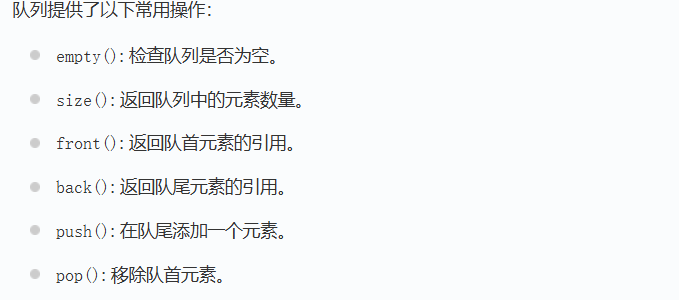 队列提供了以下常用操作：
empty(): 检查队列是否为空。
size(): 返回队列中的元素数量。
front(): 返回队首元素的引用。
back(): 返回队尾元素的引用。
push(): 在队尾添加一个元素。
pop(): 移除队首元素。